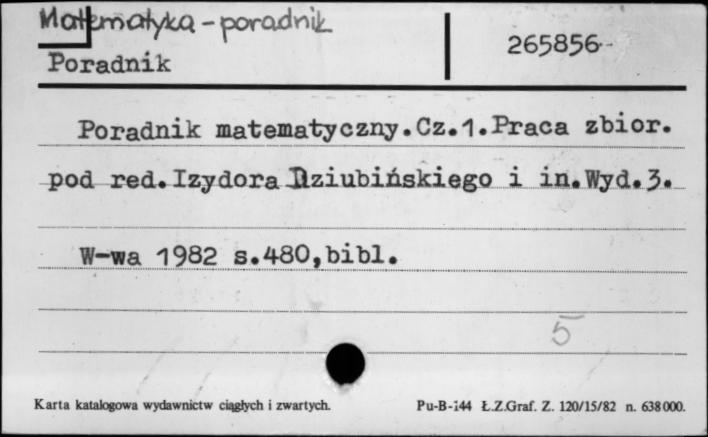 Matematyka - poradnik
265856
Poradnik
Poradnik matematyczny.Cz.1.Praca zbior.
pod red.Izydora Dziubińskiego i in.Wyd.3.
W-wa 1982 s.480,bibl.
5
Karta katalogowa wydawnictw ciągłych i zwartych. Pu-B-144 Ł.Z.Graf. Z. 120/15/82 n. 638000.